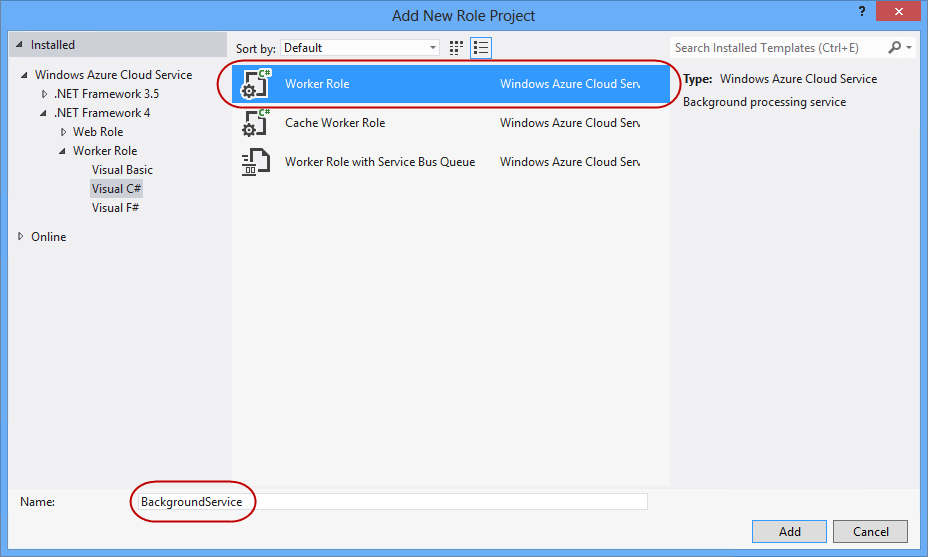 Add New Role Project
?
Installed
Sort by: Default
Search Installed Templates (Ctrl+E)
Windows Azure Cloud Service
.NET Framework 3.5
.NET Framework 4
Web Role
Worker Role
Visual Basic
Visual C#
Visual F#
Online
C#
Worker Role Windows Azure Cloud Serv
C#
Cache Worker Role Windows Azure Cloud Serv
Worker Role with Service Bus Queue Windows Azure Cloud Serv
Type: Windows Azure Cloud Service
Background processing service
Name: BackgroundService
Add Cancel